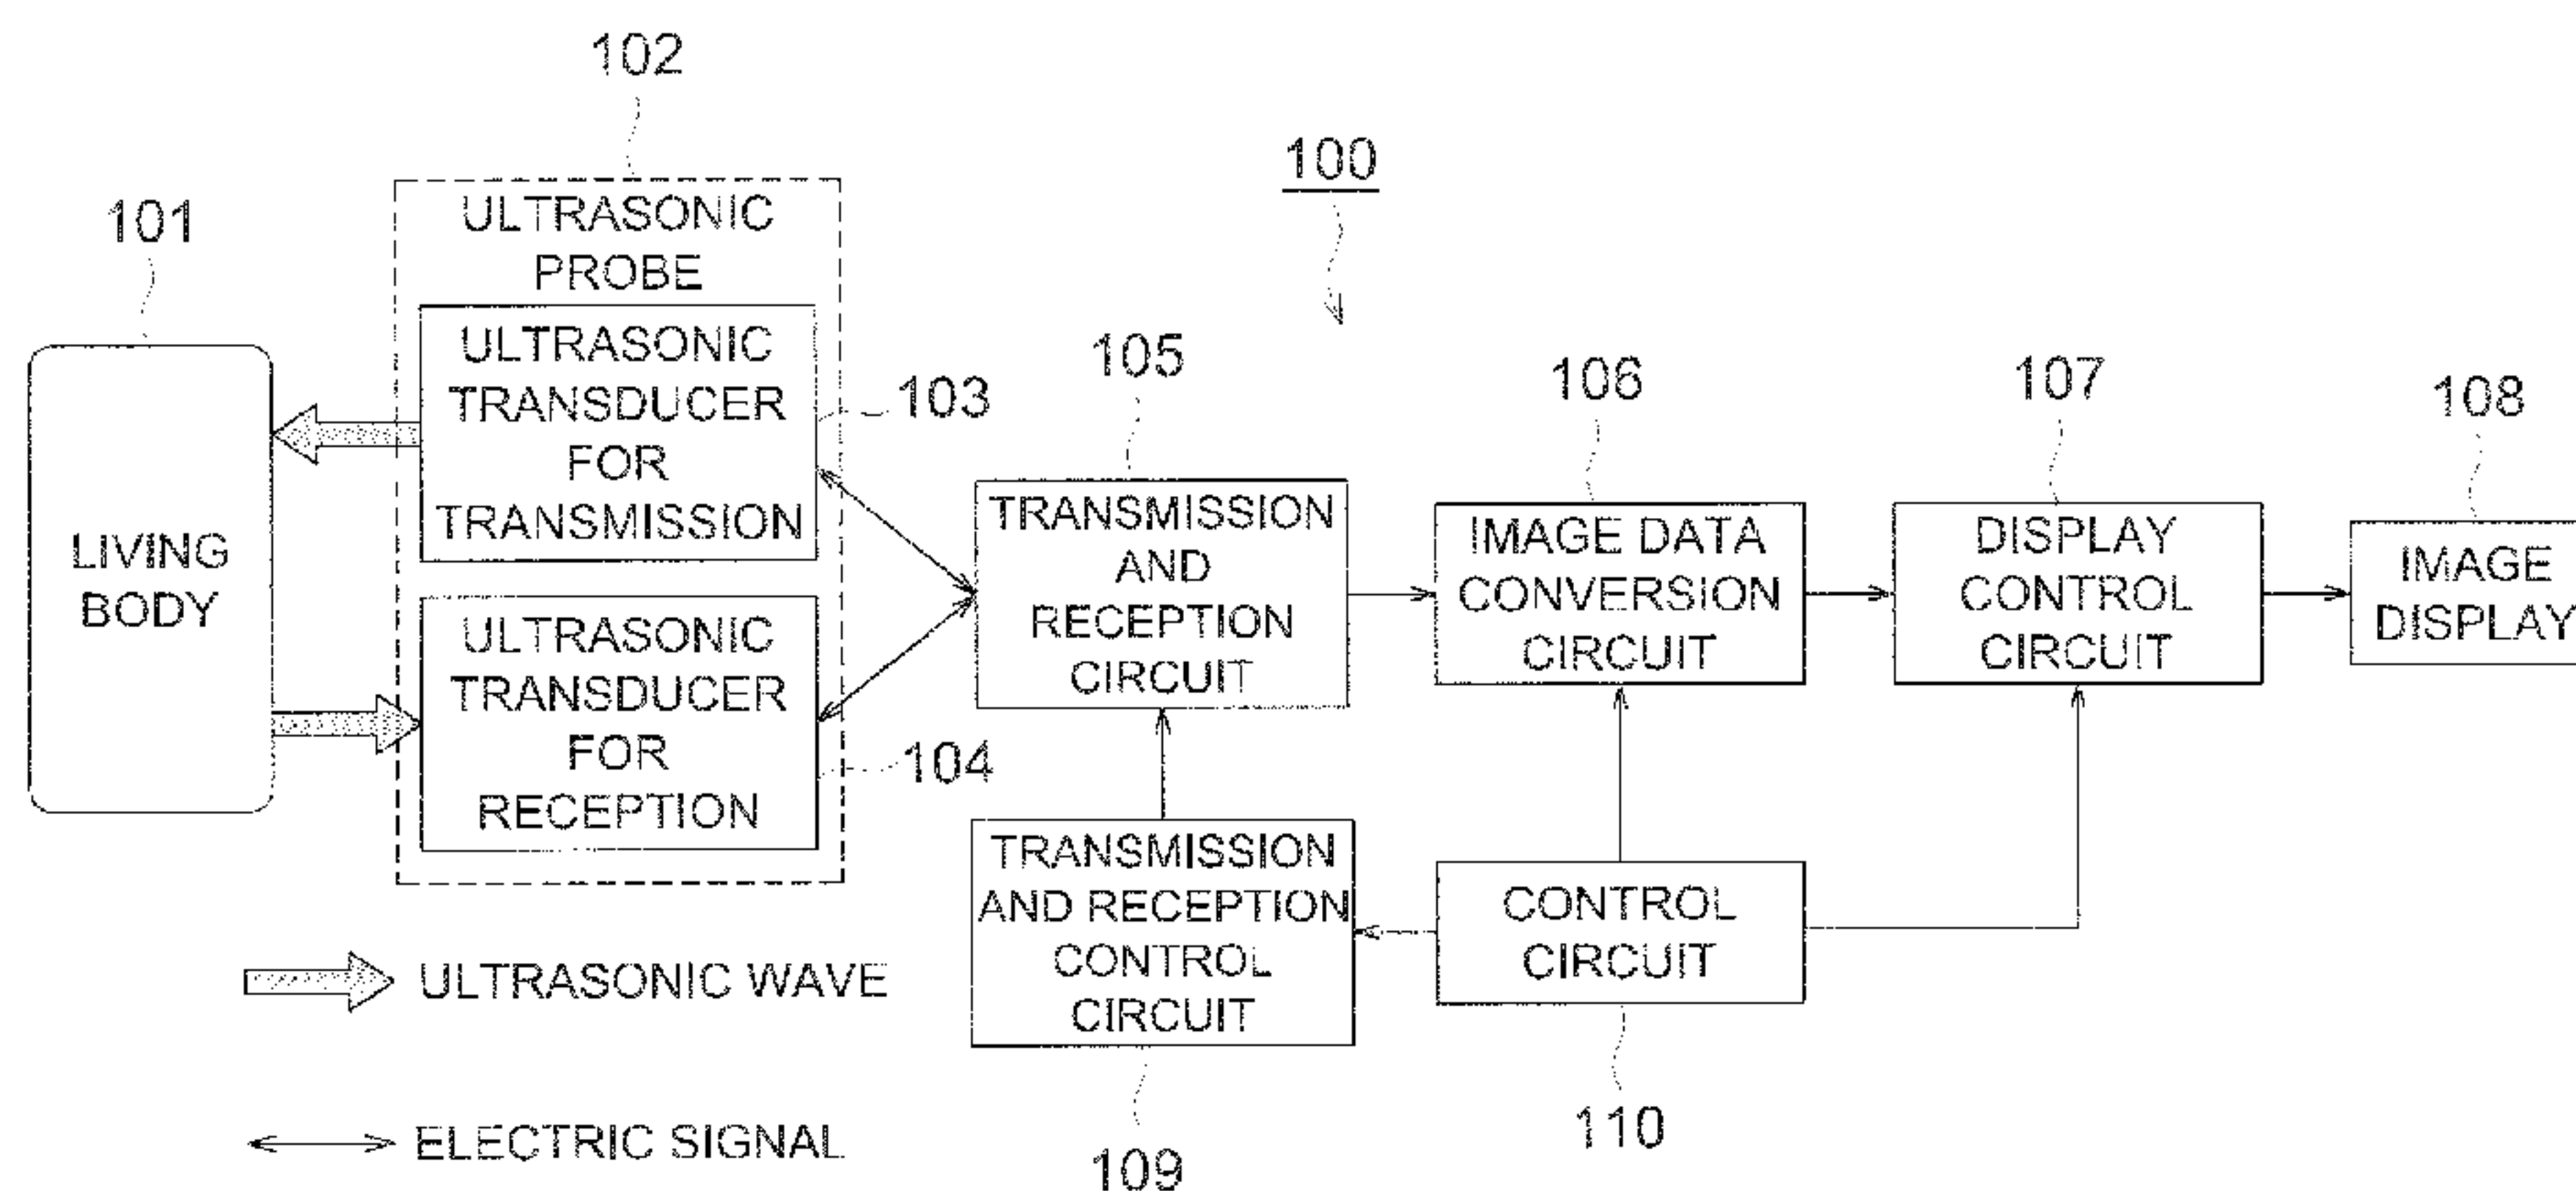 102
100
101
ULTRASONIC
PROBE
ULTRASONIC
TRANSDUCER
FOR
TRANSMISSION
103
105
106
107
108
LIVING
BODY
TRANSMISSION
AND
RECEPTION
CIRCUIT
IMAGE DATA
CONVERSION
CIRCUIT
DISPLAY
CONTROL
CIRCUIT
IMAGE
DISPLAY
ULTRASONIC
TRANSDUCER
FOR
RECEPTION
104
TRANSMISSION
AND RECEPTION
CONTROL
CIRCUIT
CONTROL
CIRCUIT
ULTRASONIC WAVE
ELECTRIC SIGNAL
109
110